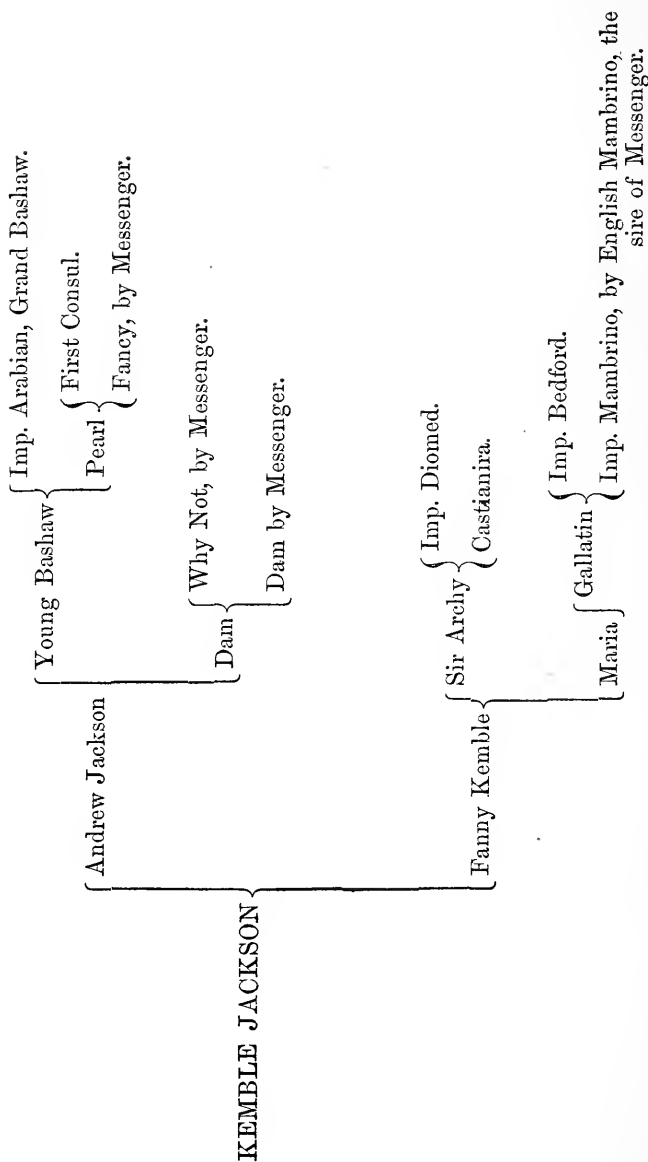 KEMBLE JACKSON
Andrew Jackson
Young Bashaw
Imp. Arabian, Grand Bashaw.
Pearl
First Consul.
Fancy, by Messenger.
Dam
Why Not, by Messenger.
Dam by Messenger.
Fanny Kemble
Sir Archy
Imp. Diomed.
Castianira.
Maria
Gallatin
Imp. Bedford.
Imp. Mambrino, by English Mambrino, the
sire of Messenger.